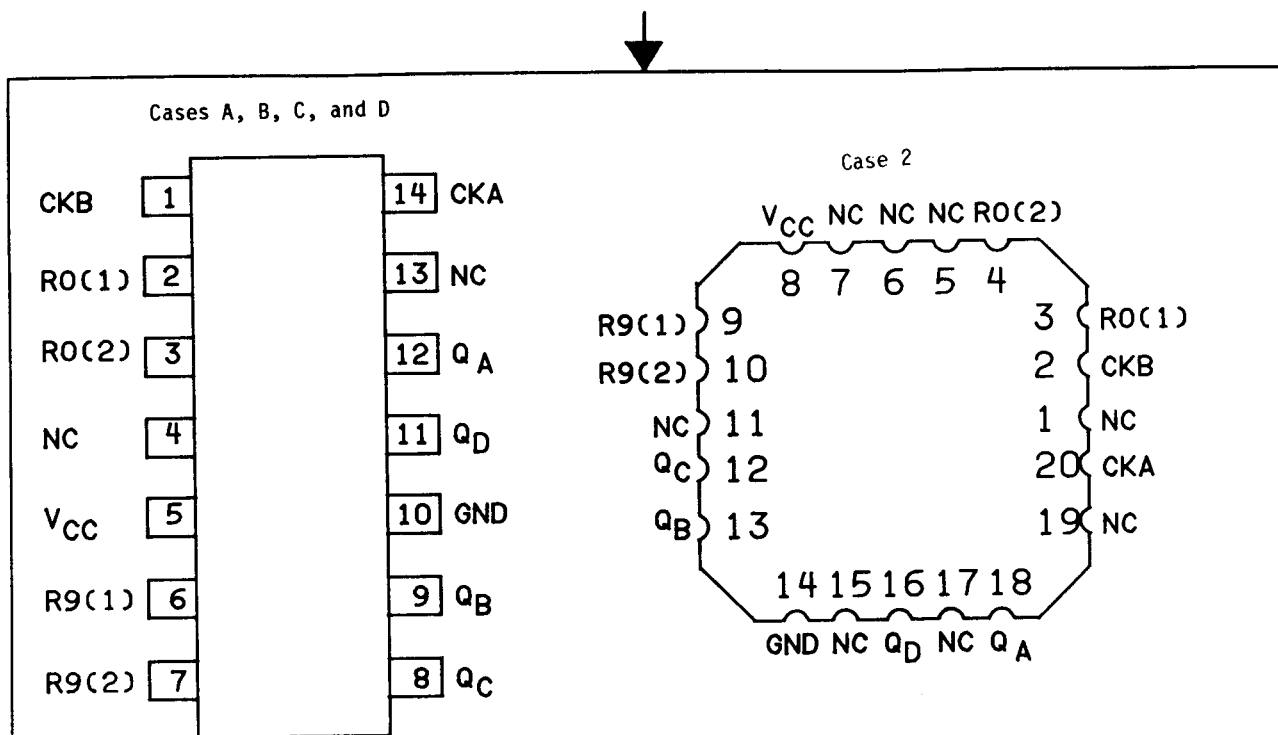 Cases A, B, C, and D
CKB 1 14 CKA
RO(1) 2 13 NC
RO(2) 3 12 QA
NC 4 11 QD
VCC 5 10 GND
R9(1) 6 9 QB
R9(2) 7 8 QC
Case 2
VCC NC NC NC RO(2)
8 7 6 5 4
R9(1) 9 3 RO(1)
R9(2) 10 2 CKB
NC 11 1 NC
QC 12 20 CKA
QB 13 19 NC
14 15 16 17 18
GND NC QD NC QA